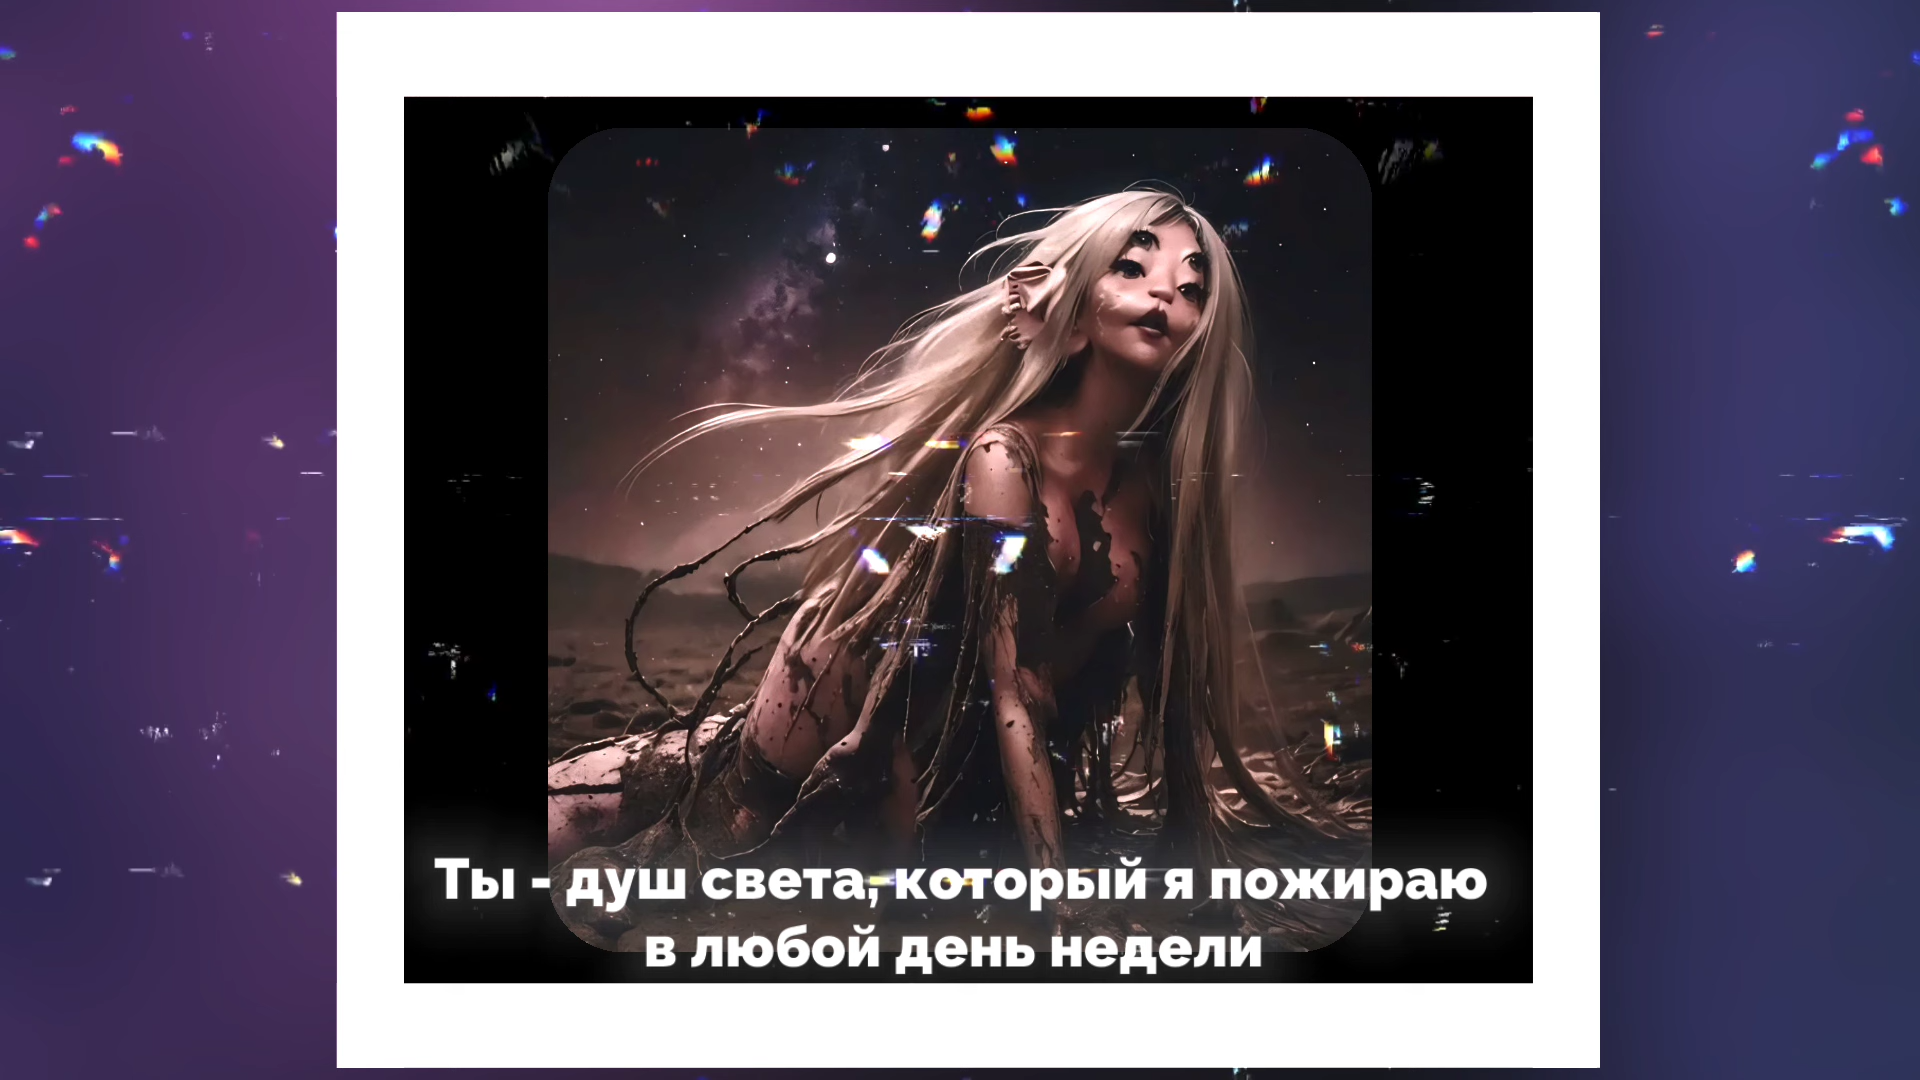 Ты - душ света, который я пожираю
в любой день недели